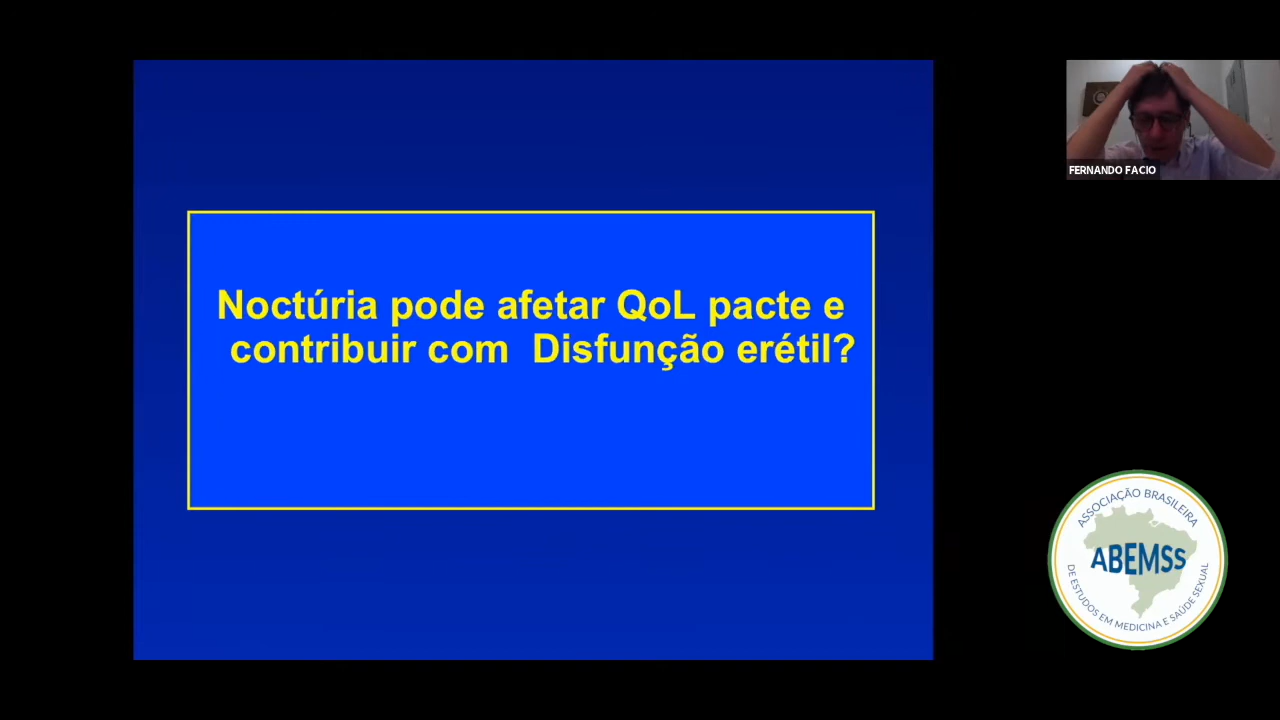 Noctúria pode afetar QoL pacte e
contribuir com Disfunção erétil?
FERNANDO FACIO
ASSOCIAÇÃO BRASILEIRA
ABEMSS
DE ESTUDOS EM MEDICINA E SAÚDE SEXUAL